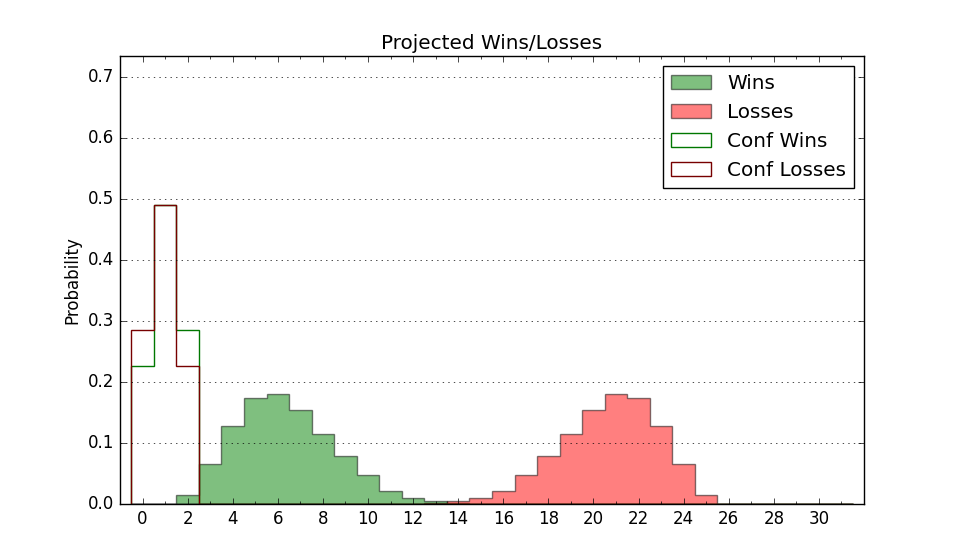 Projected Wins/Losses
Probability
0.7
0.6
0.5
0.4
0.3
0.2
0.1
0.0
0 2 4 6 8 10 12 14 16 18 20 22 24 26 28 30
Wins
Losses
Conf Wins
Conf Losses